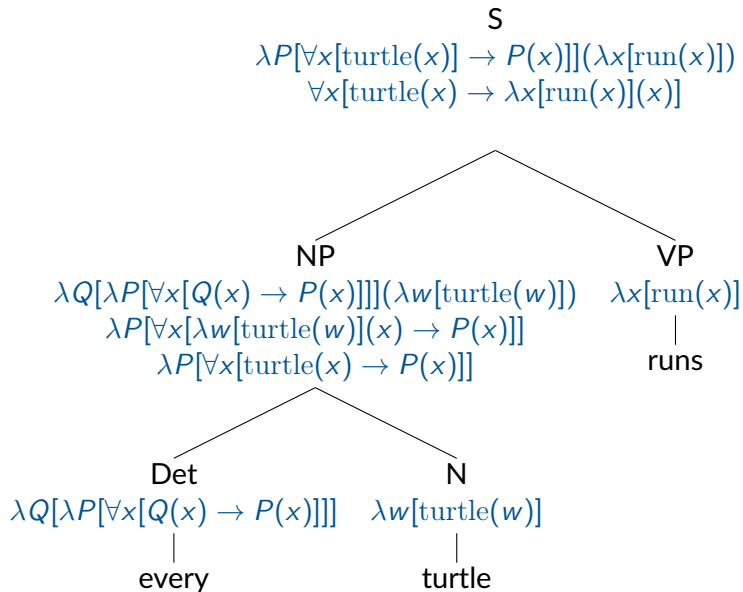 S
λP[∀x[turtle(x)] → P(x)]](λx[run(x)])
∀x[turtle(x) → λx[run(x)](x)]
NP VP
λQ[λP[∀x[Q(x) → P(x)]]](λw[turtle(w)]) λx[run(x)]
λP[∀x[λw[turtle(w)](x) → P(x)]]
λP[∀x[turtle(x) → P(x)]] runs
Det N
λQ[λP[∀x[Q(x) → P(x)]]] λw[turtle(w)]
every turtle